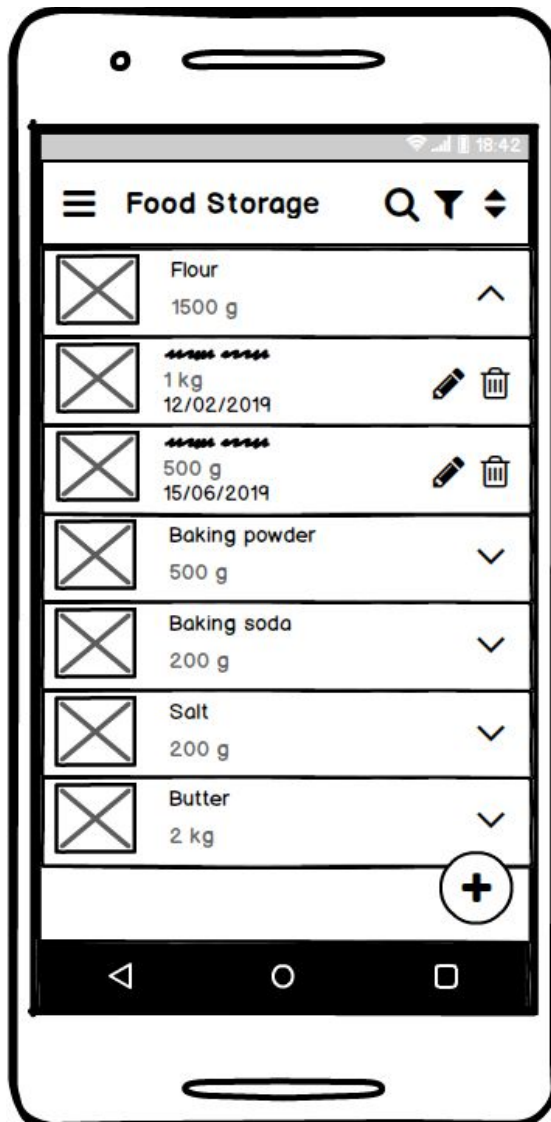 18:42
Food Storage
Flour
1500 g
1 kg
12/02/2019
500 g
15/06/2019
Baking powder
500 g
Baking soda
200 g
Salt
200 g
Butter
2 kg